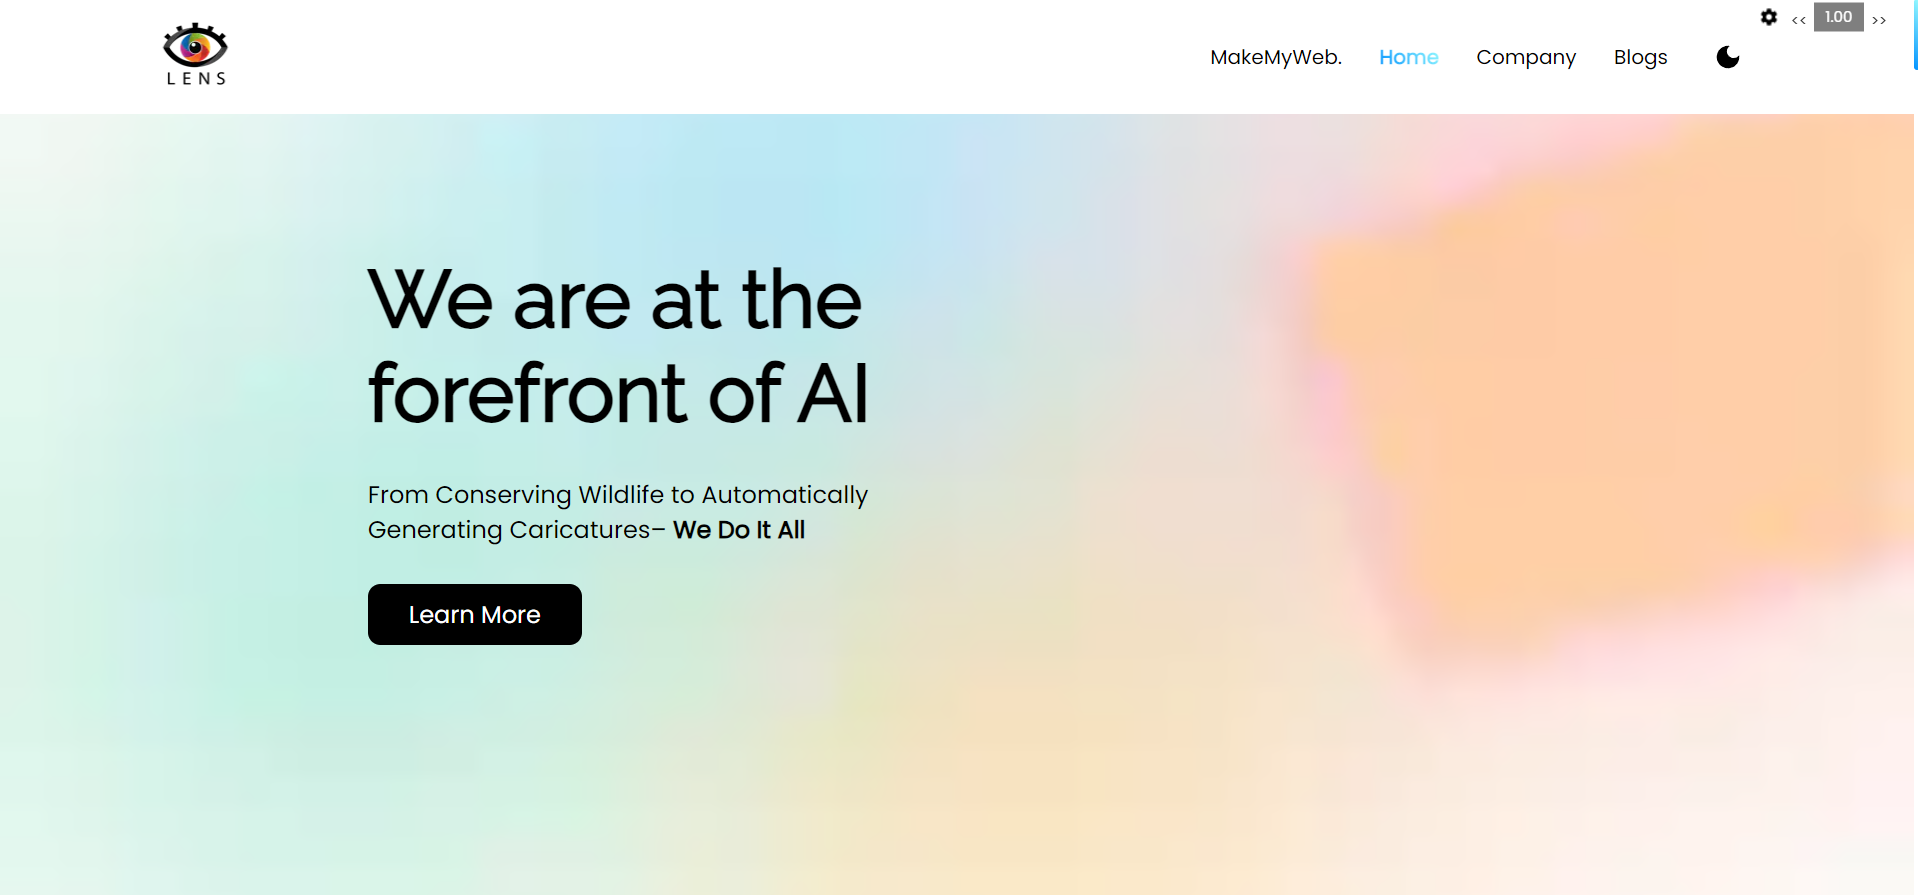 << 1.00 >>
LENS
MakeMyWeb. Home Company Blogs
We are at the
forefront of AI
From Conserving Wildlife to Automatically
Generating Caricatures– We Do It All
Learn More